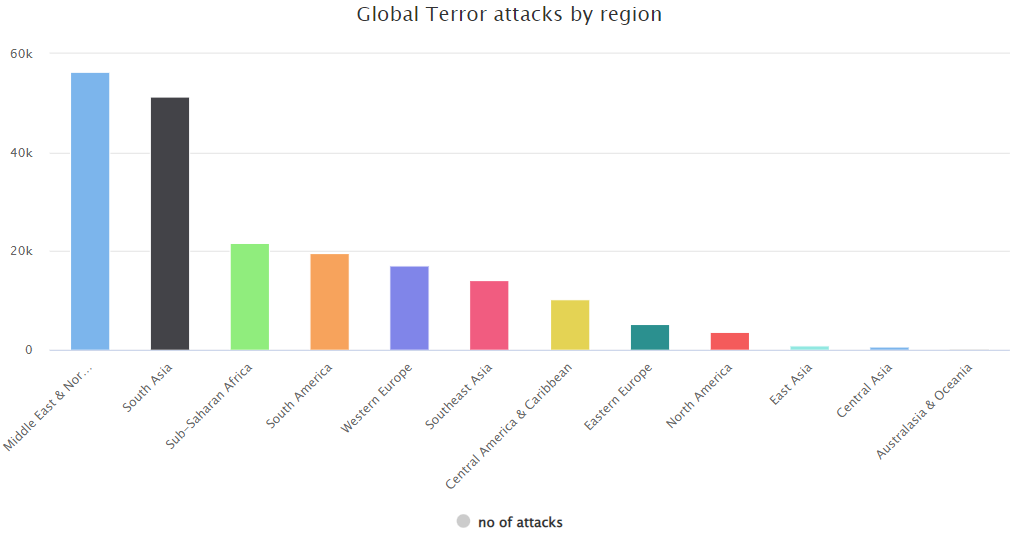 Global Terror attacks by region
60k
40k
20k
0
Middle East & Nor...
South Asia
Sub-Saharan Africa
South America
Western Europe
Southeast Asia
Central America & Caribbean
Eastern Europe
North America
East Asia
Central Asia
Australasia & Oceania
no of attacks